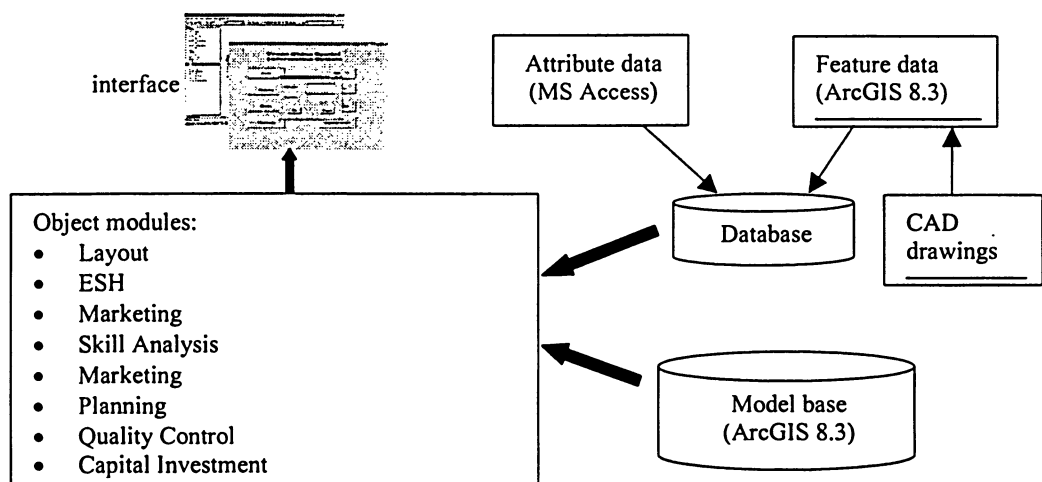 interface
Attribute data
(MS Access)
Feature data
(ArcGIS 8.3)
Database
CAD
drawings
Object modules:
• Layout
• ESH
• Marketing
• Skill Analysis
• Marketing
• Planning
• Quality Control
• Capital Investment
Model base
(ArcGIS 8.3)